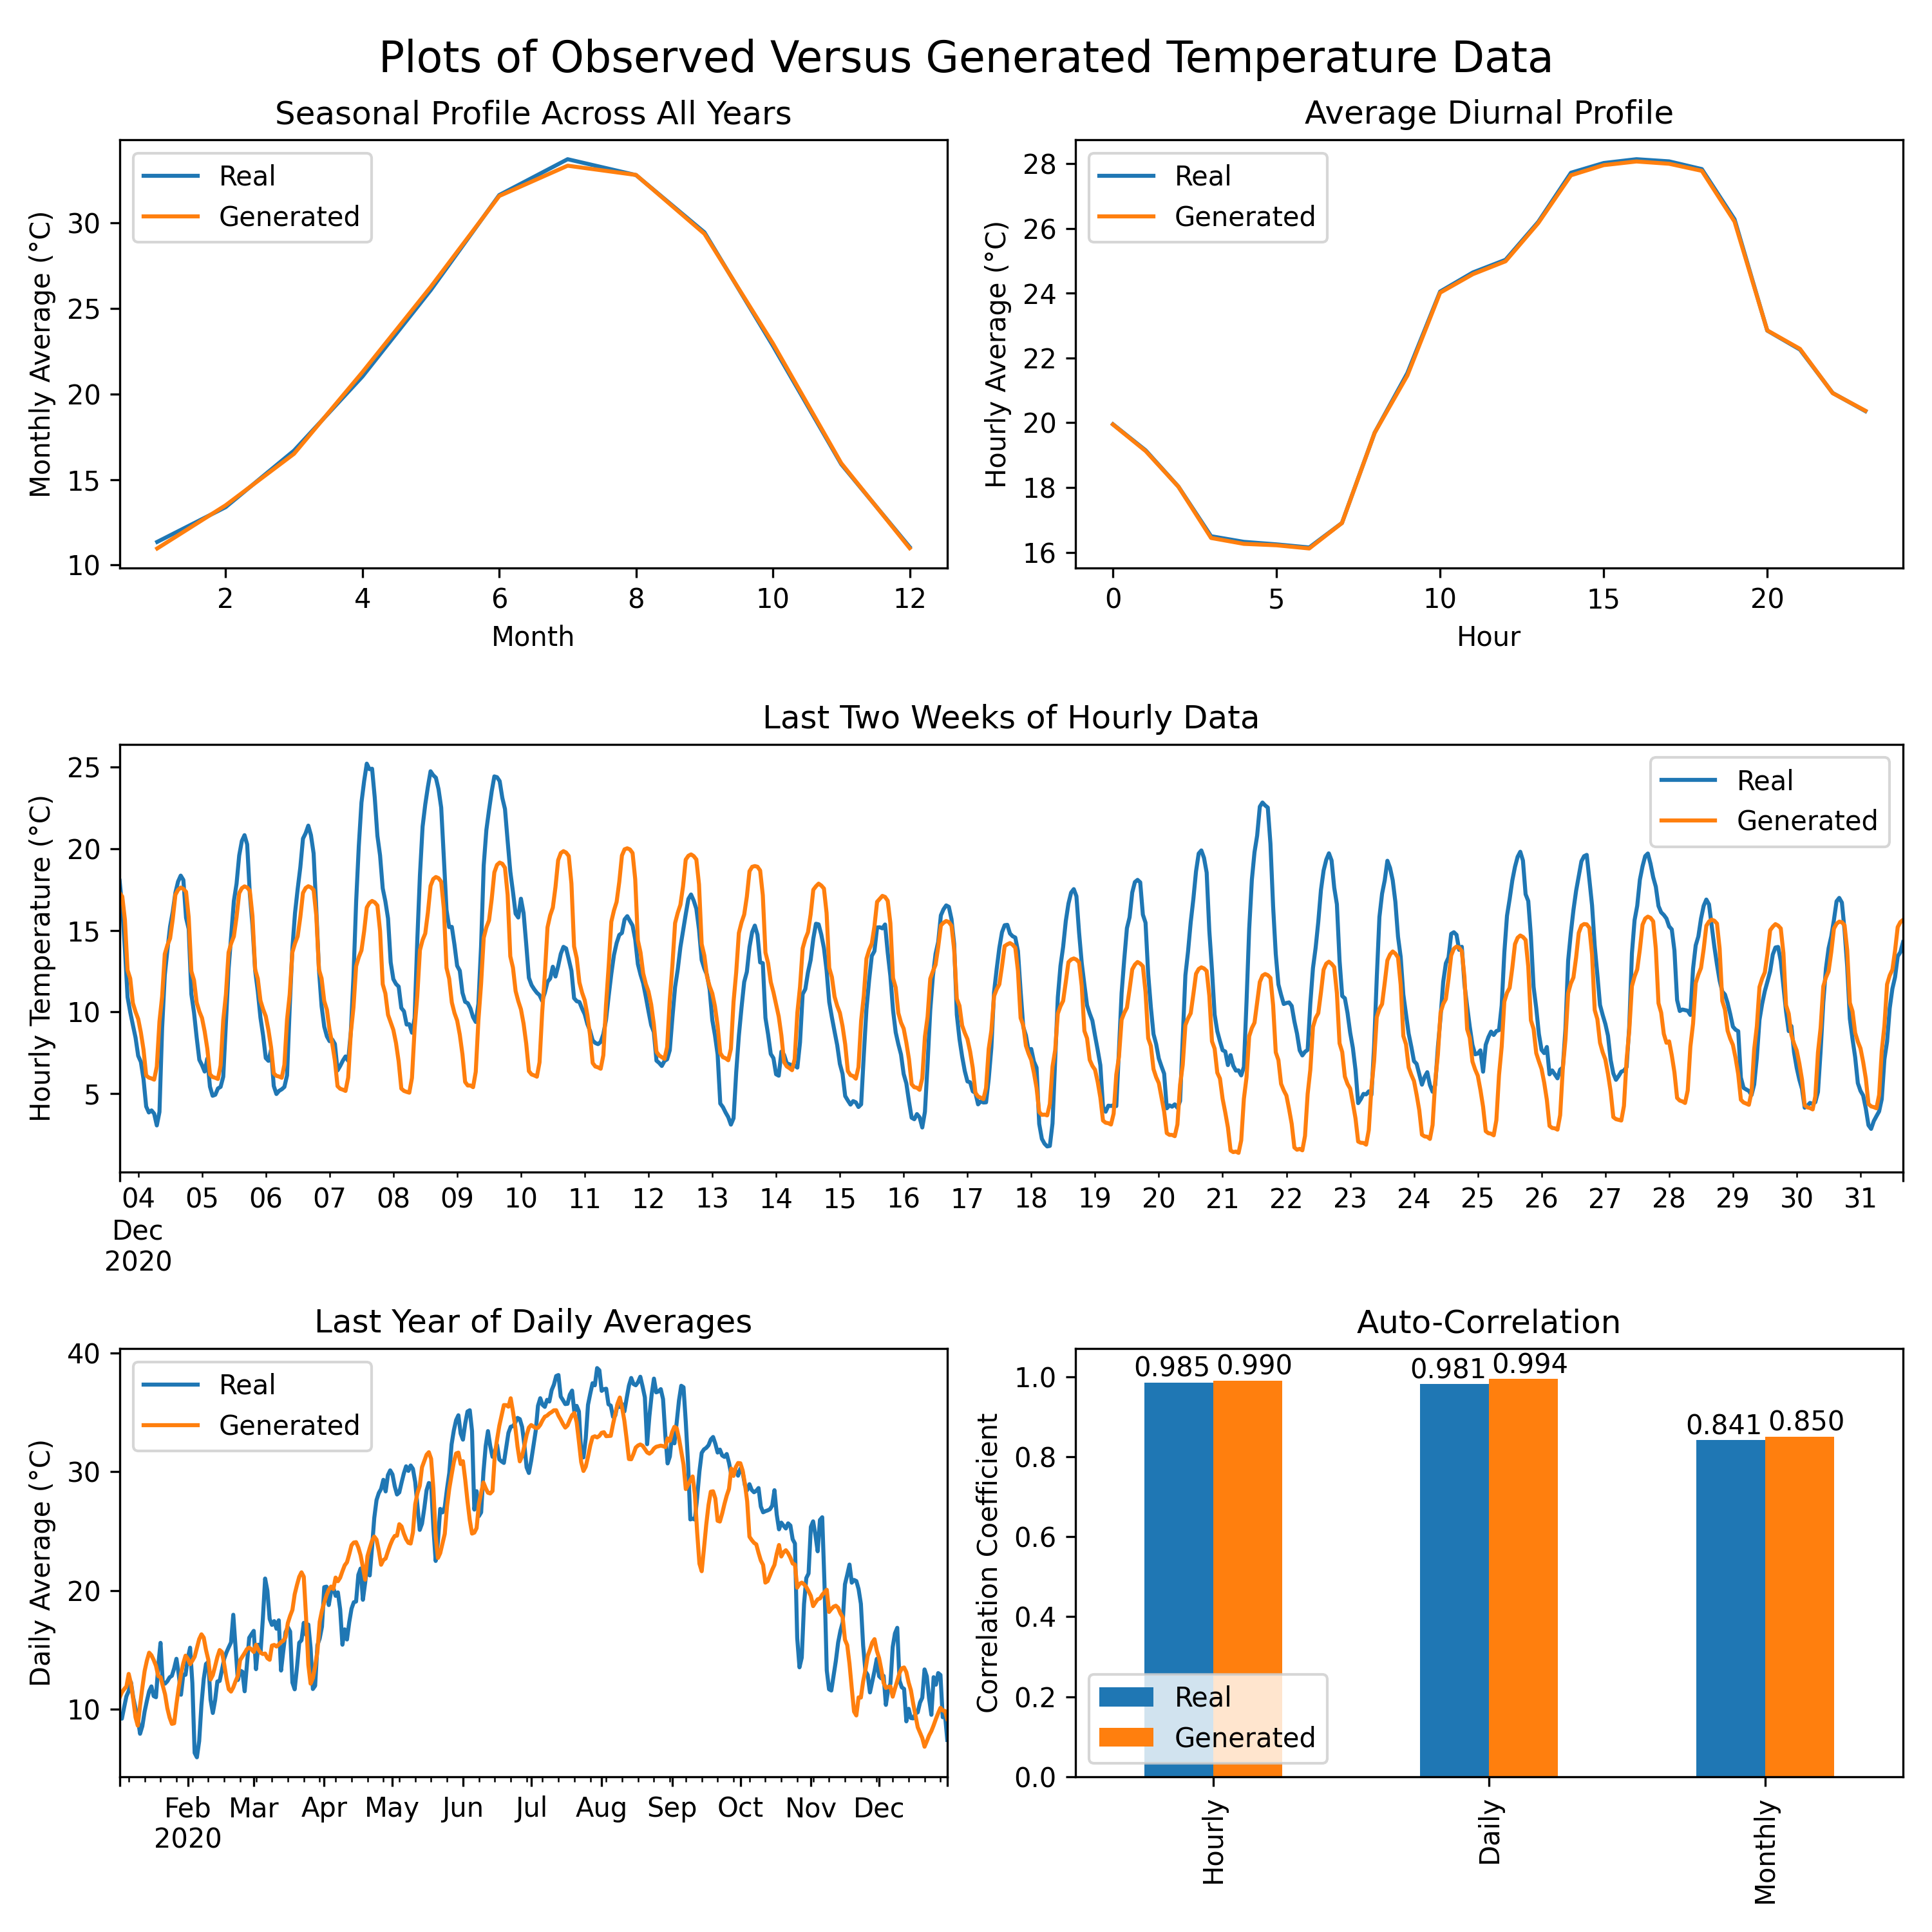 Plots of Observed Versus Generated Temperature Data
Seasonal Profile Across All Years
Monthly Average (°C)
30
25
20
15
10
Real
Generated
2 4 6 8 10 12
Month
Average Diurnal Profile
Hourly Average (°C)
28
26
24
22
20
18
16
Real
Generated
0 5 10 15 20
Hour
Last Two Weeks of Hourly Data
Hourly Temperature (°C)
25
20
15
10
5
Real
Generated
04 05 06 07 08 09 10 11 12 13 14 15 16 17 18 19 20 21 22 23 24 25 26 27 28 29 30 31
Dec
2020
Last Year of Daily Averages
Daily Average (°C)
40
30
20
10
Real
Generated
Feb Mar Apr May Jun Jul Aug Sep Oct Nov Dec
2020
Auto-Correlation
Correlation Coefficient
1.0
0.8
0.6
0.4
0.2
0.0
0.985 0.990 0.981 0.994
0.841 0.850
Real
Generated
Hourly Daily Monthly